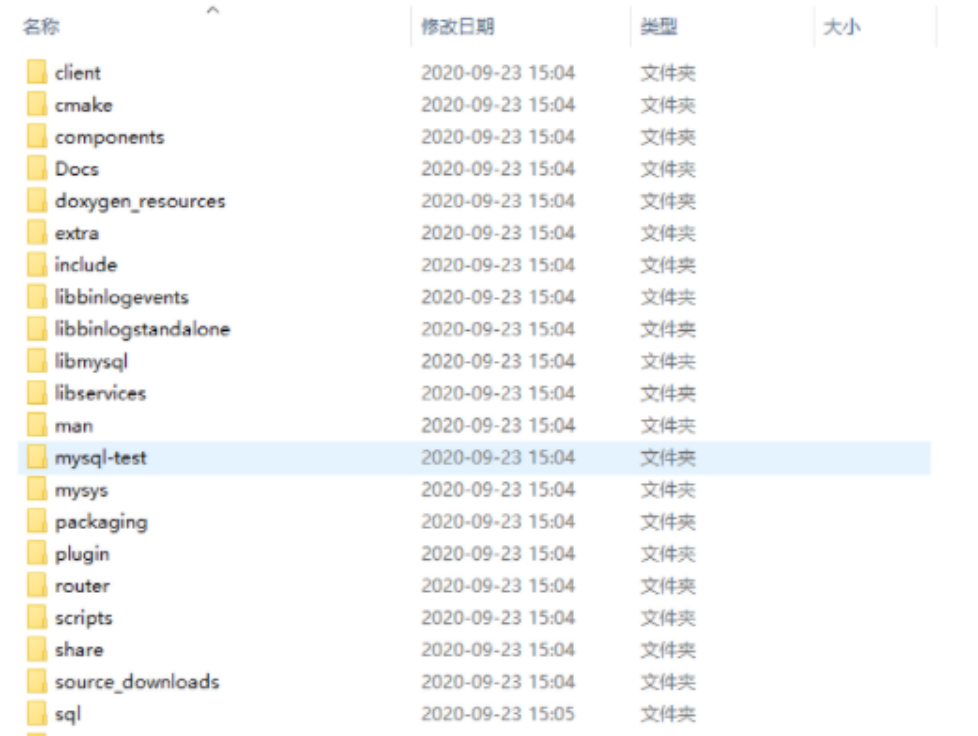 名称 修改日期 类型 大小
client 2020-09-23 15:04 文件夹
cmake 2020-09-23 15:04 文件夹
components 2020-09-23 15:04 文件夹
Docs 2020-09-23 15:04 文件夹
doxygen_resources 2020-09-23 15:04 文件夹
extra 2020-09-23 15:04 文件夹
include 2020-09-23 15:04 文件夹
libbinlogevents 2020-09-23 15:04 文件夹
libbinlogstandalone 2020-09-23 15:04 文件夹
libmysql 2020-09-23 15:04 文件夹
libservices 2020-09-23 15:04 文件夹
man 2020-09-23 15:04 文件夹
mysql-test 2020-09-23 15:04 文件夹
mysys 2020-09-23 15:04 文件夹
packaging 2020-09-23 15:04 文件夹
plugin 2020-09-23 15:04 文件夹
router 2020-09-23 15:04 文件夹
scripts 2020-09-23 15:04 文件夹
share 2020-09-23 15:04 文件夹
source_downloads 2020-09-23 15:04 文件夹
sql 2020-09-23 15:05 文件夹